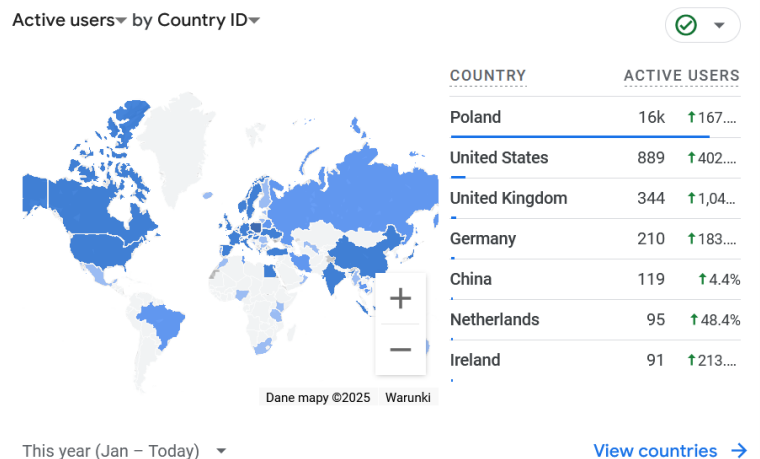 Active users by Country ID
COUNTRY ACTIVE USERS
Poland 16k 167....
United States 889 402....
United Kingdom 344 1,04...
Germany 210 183....
China 119 4.4%
Netherlands 95 48.4%
Ireland 91 213....
Dane mapy ©2025 Warunki
This year (Jan – Today) View countries